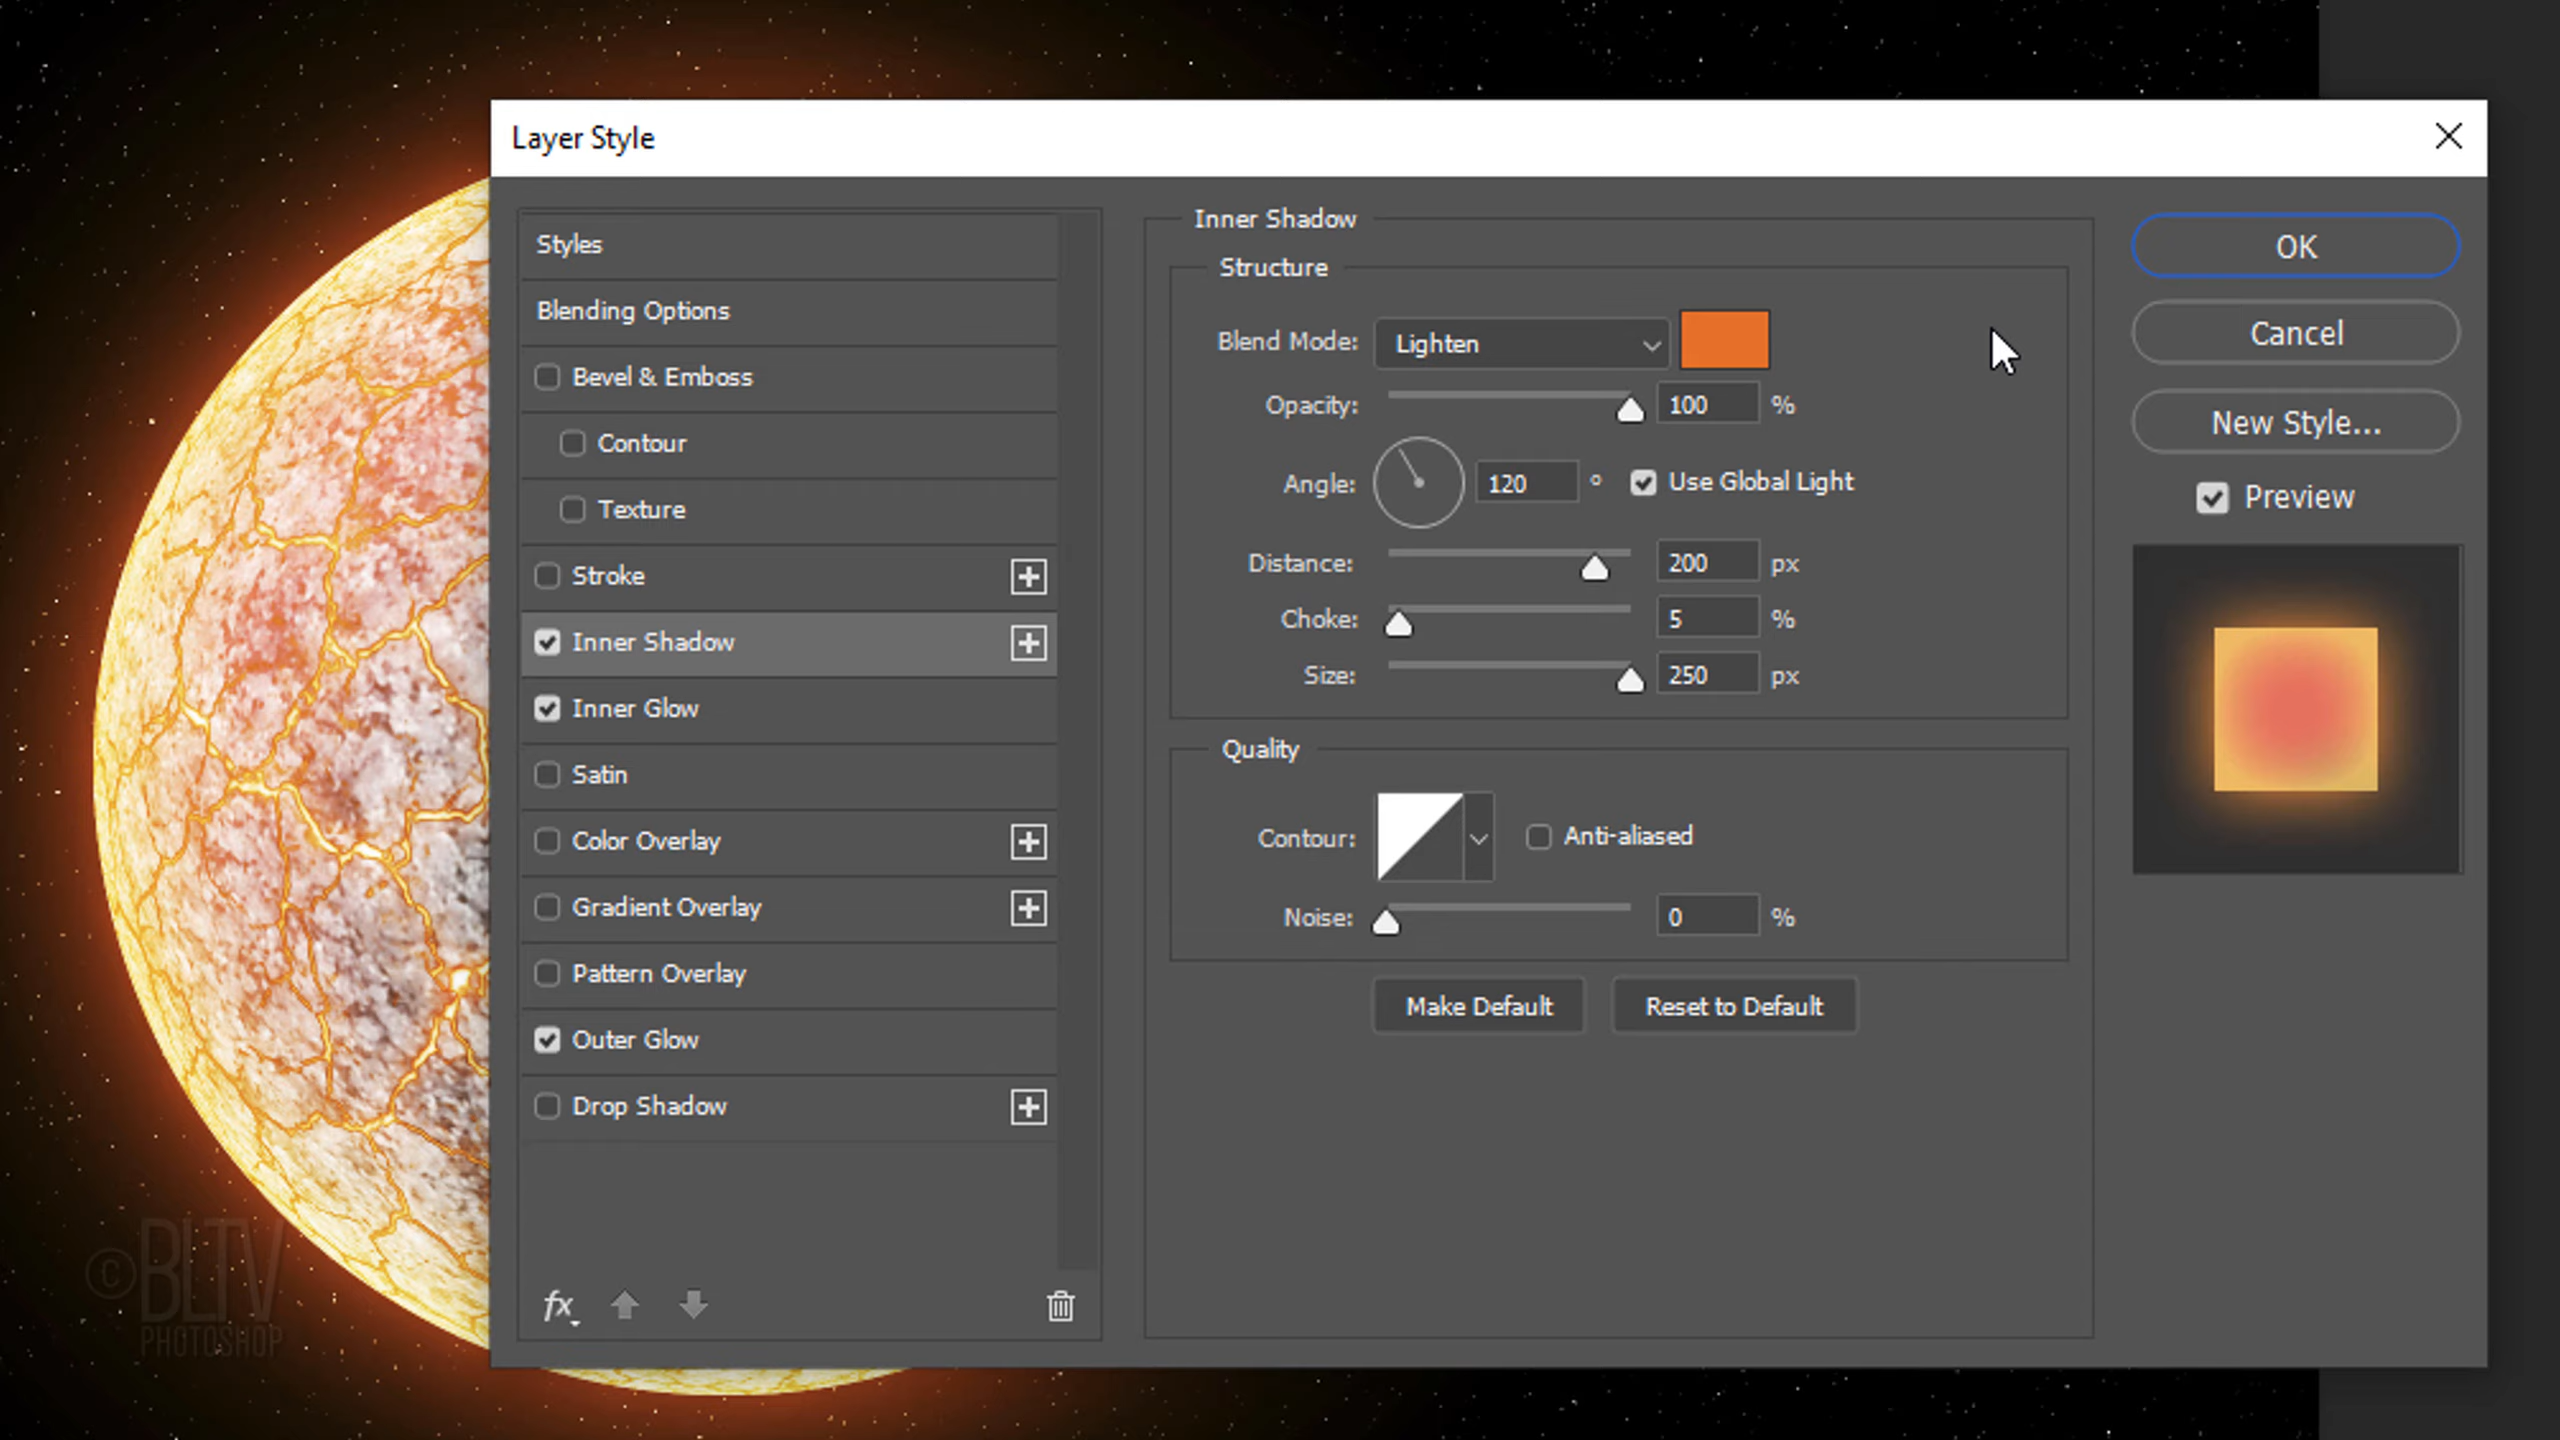 Layer Style
Styles
Blending Options
Bevel & Emboss
Contour
Texture
Stroke
Inner Shadow
Inner Glow
Satin
Color Overlay
Gradient Overlay
Pattern Overlay
Outer Glow
Drop Shadow
fx
Inner Shadow
Structure
Blend Mode: Lighten
Opacity: 100 %
Angle: 120 ° Use Global Light
Distance: 200 px
Choke: 5 %
Size: 250 px
Quality
Contour: Anti-aliased
Noise: 0 %
Make Default Reset to Default
OK
Cancel
New Style...
Preview
©BLTV
PHOTOSHOP